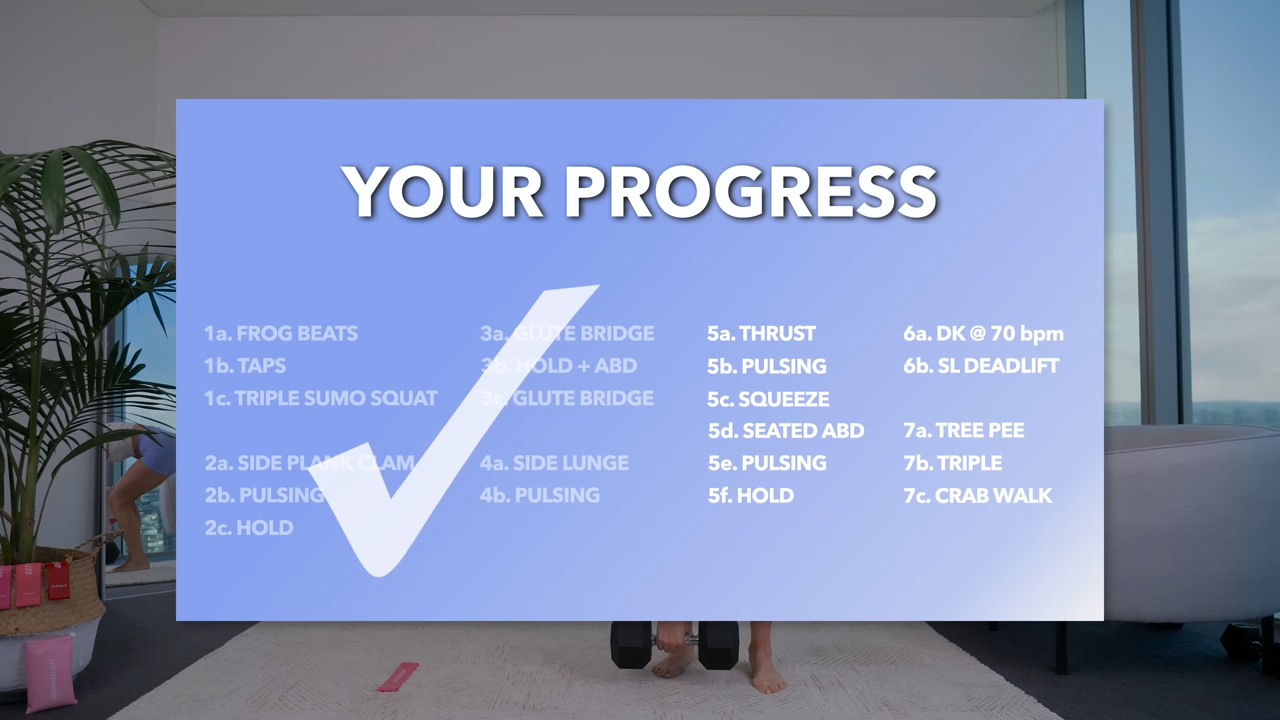 YOUR PROGRESS
1a. FROG BEATS
1b. TAPS
1c. TRIPLE SUMO SQUAT
2a. SIDE PLANK CLAM
2b. PULSING
2c. HOLD
3a. GLUTE BRIDGE
3b. HOLD + ABD
3c. GLUTE BRIDGE
4a. SIDE LUNGE
4b. PULSING
5a. THRUST
5b. PULSING
5c. SQUEEZE
5d. SEATED ABD
5e. PULSING
5f. HOLD
6a. DK @ 70 bpm
6b. SL DEADLIFT
7a. TREE PEE
7b. TRIPLE
7c. CRAB WALK